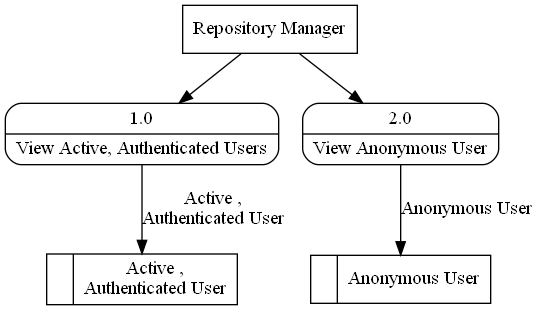 Repository Manager
1.0
View Active, Authenticated Users
2.0
View Anonymous User
Active ,
Authenticated User
Anonymous User
Active ,
Authenticated User
Anonymous User